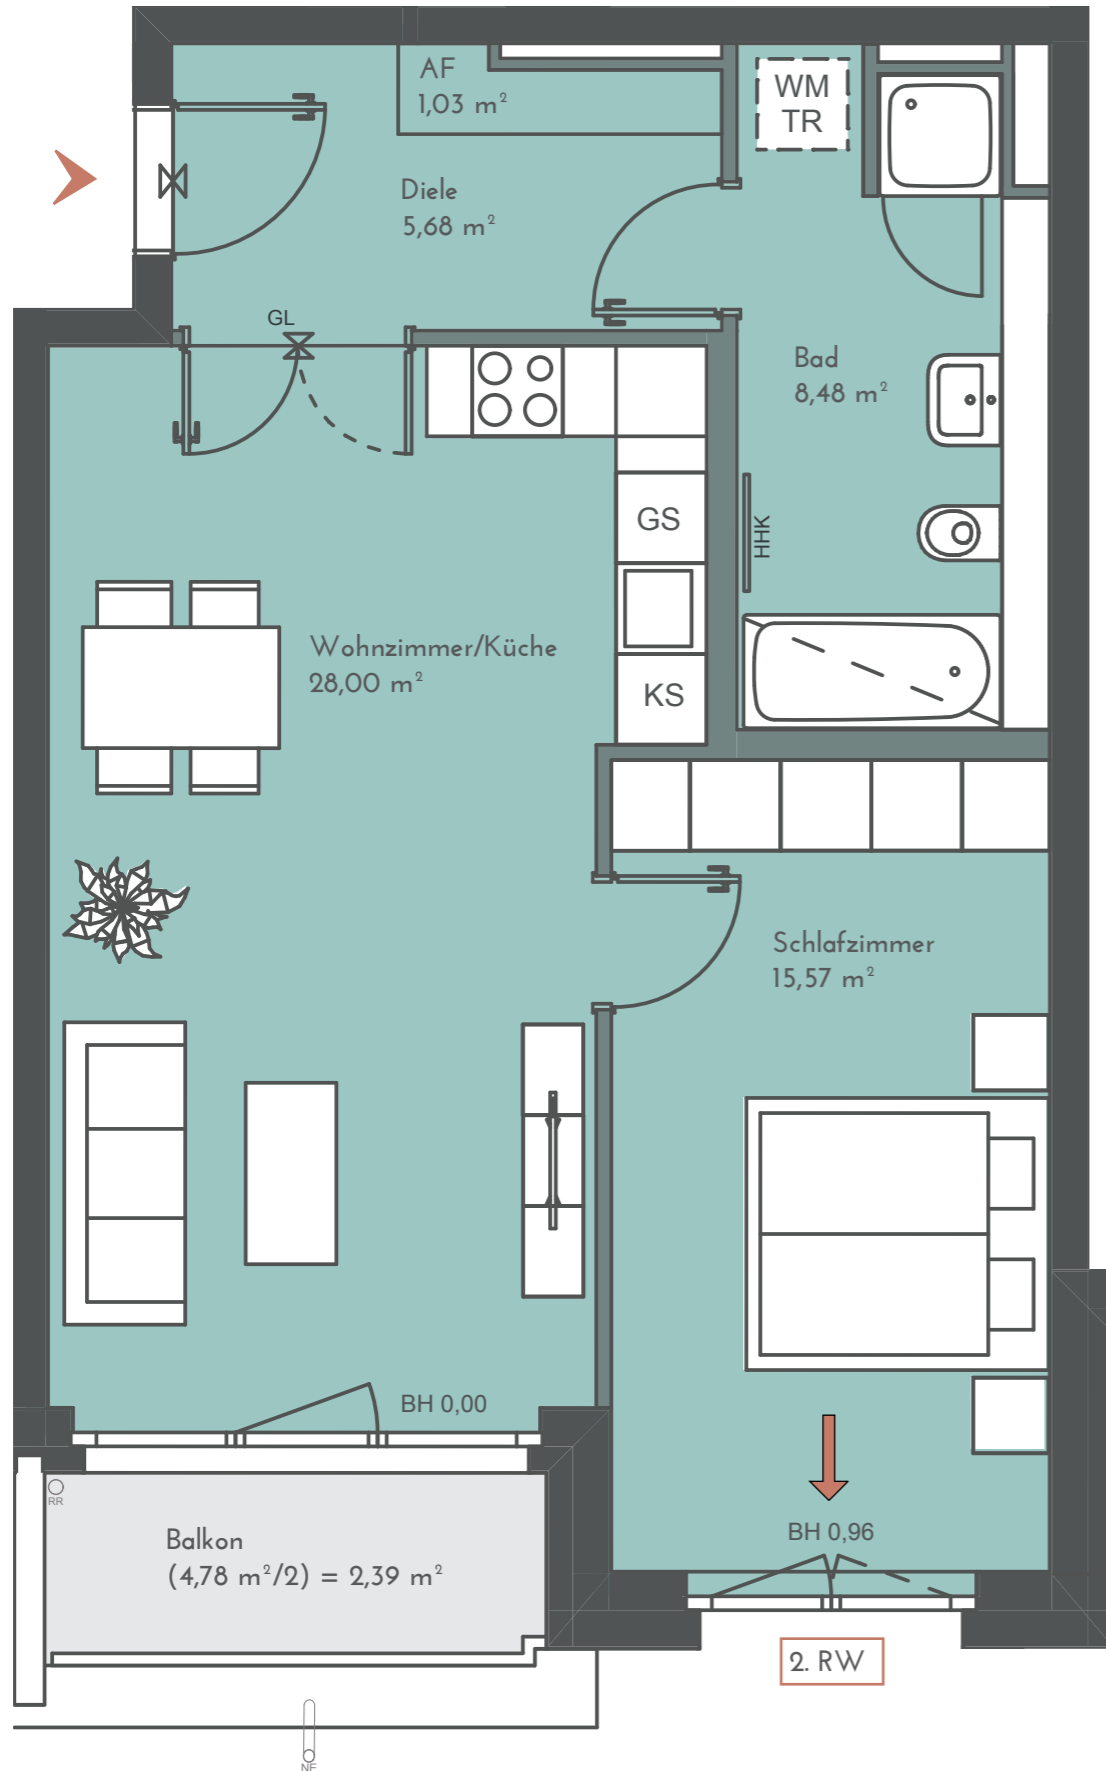 AF
1,03 m²
WM
TR
Diele
5,68 m²
GL
Bad
8,48 m²
GS
HHK
Wohnzimmer/Küche
28,00 m²
KS
Schlafzimmer
15,57 m²
BH 0,00
RR
BH 0,96
Balkon
(4,78 m²/2) = 2,39 m²
2. RW
NE